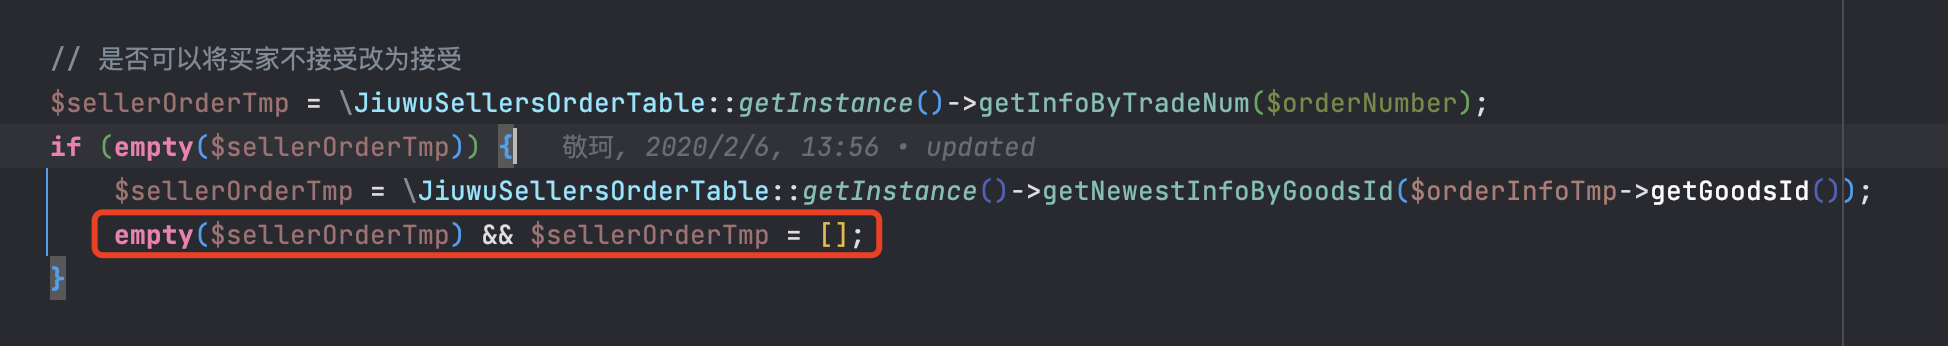 // 是否可以将买家不接受改为接受
$sellerOrderTmp = \JiuwuSellersOrderTable::getInstance()->getInfoByTradeNum($orderNumber);
if (empty($sellerOrderTmp)) { 敬珂, 2020/2/6, 13:56 • updated
$sellerOrderTmp = \JiuwuSellersOrderTable::getInstance()->getNewestInfoByGoodsId($orderInfoTmp->getGoodsId());
empty($sellerOrderTmp) && $sellerOrderTmp = [];
}